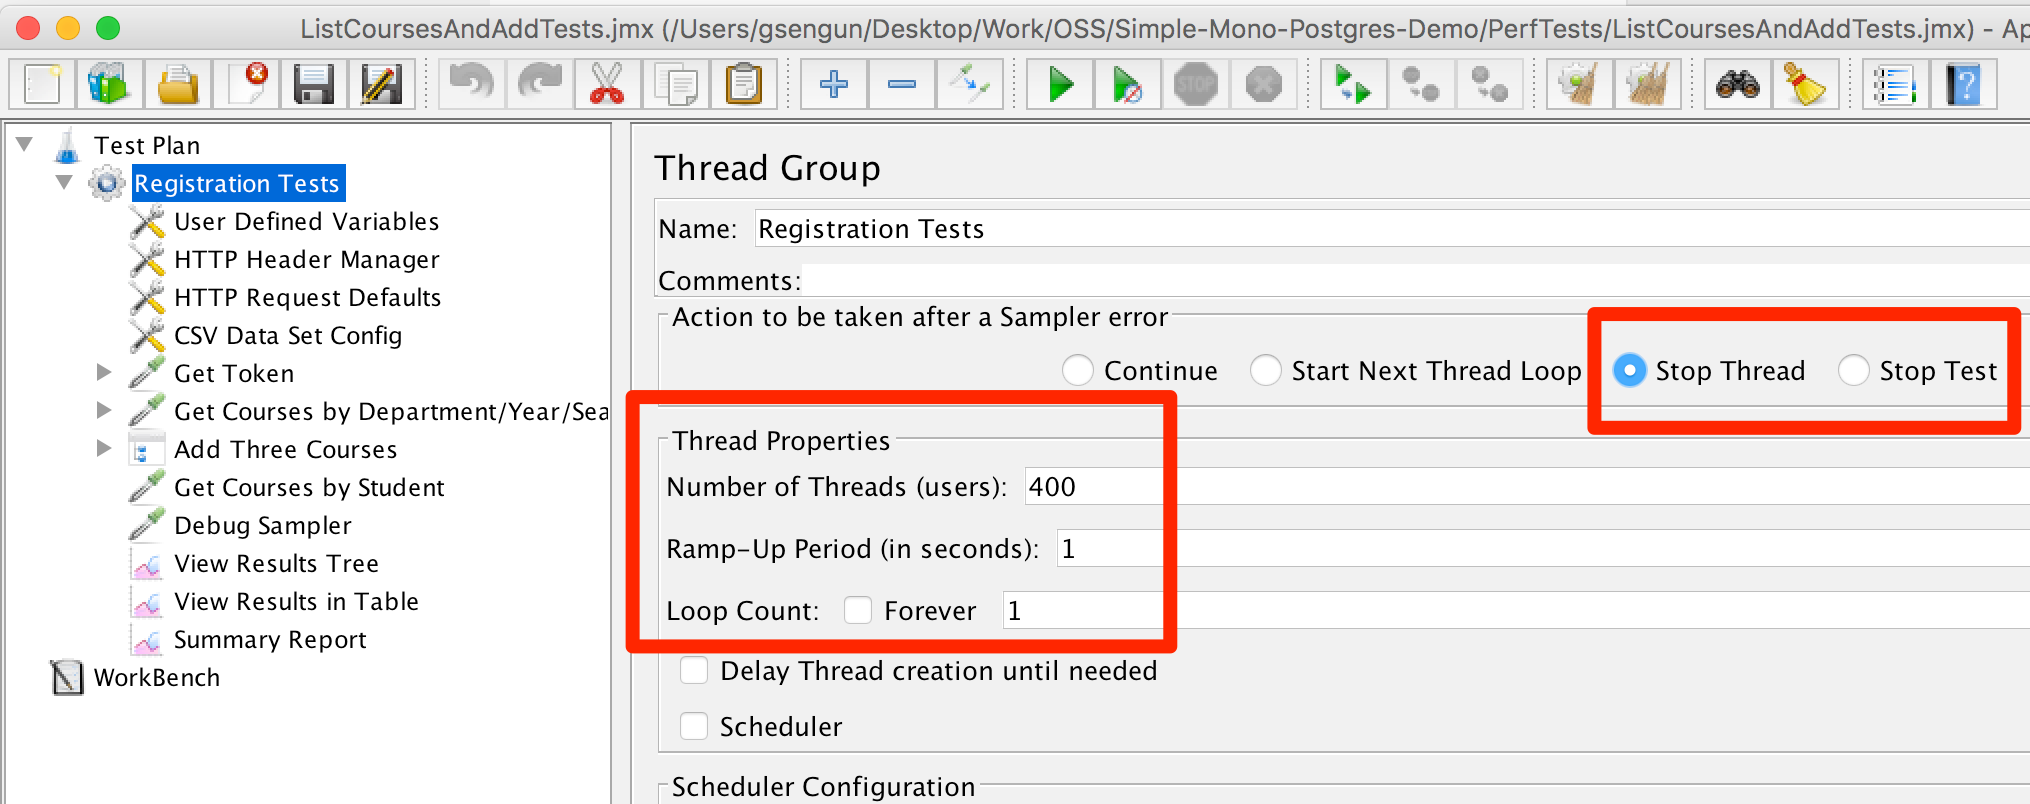 ListCoursesAndAddTests.jmx (/Users/gsengun/Desktop/Work/OSS/Simple-Mono-Postgres-Demo/PerfTests/ListCoursesAndAddTests.jmx) - Ap
STOP
?
Test Plan
Registration Tests
User Defined Variables
HTTP Header Manager
HTTP Request Defaults
CSV Data Set Config
Get Token
Get Courses by Department/Year/Sea
Add Three Courses
Get Courses by Student
Debug Sampler
View Results Tree
View Results in Table
Summary Report
WorkBench
Thread Group
Name: Registration Tests
Comments:
Action to be taken after a Sampler error
Continue Start Next Thread Loop Stop Thread Stop Test
Thread Properties
Number of Threads (users): 400
Ramp-Up Period (in seconds): 1
Loop Count: Forever 1
Delay Thread creation until needed
Scheduler
Scheduler Configuration